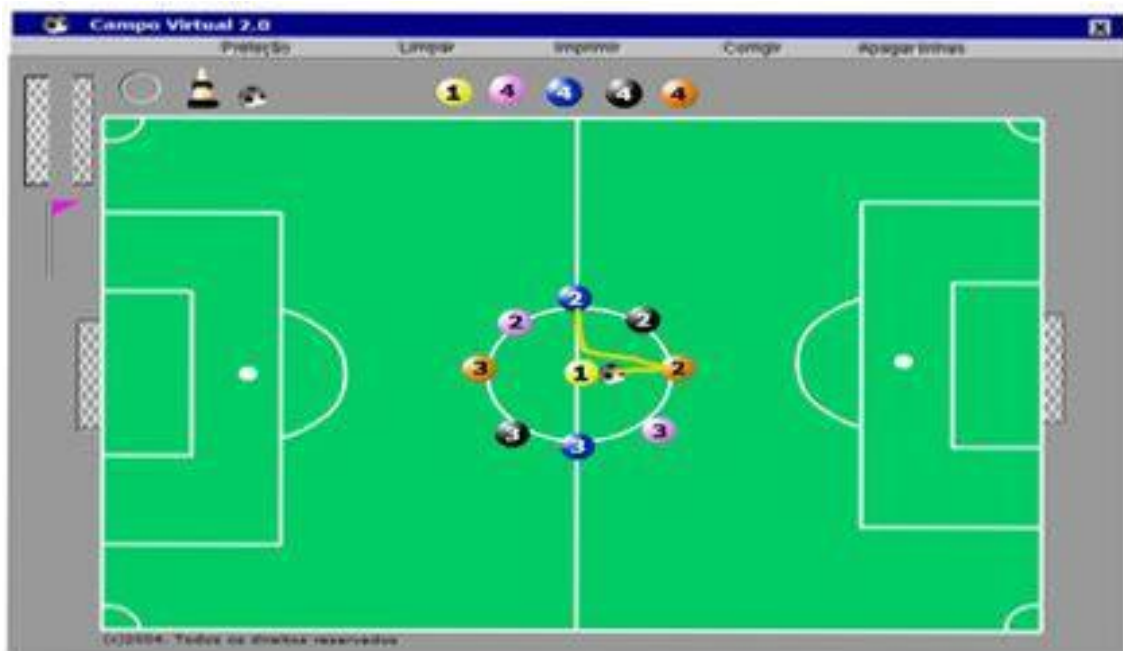 Campo Virtual 2.0
Preleção Limpar Imprimir Corrigir Apagar linhas
1 4 4 4 4
2
2 2
3 1 2
3 3
3
(c)2004. Todos os direitos reservados